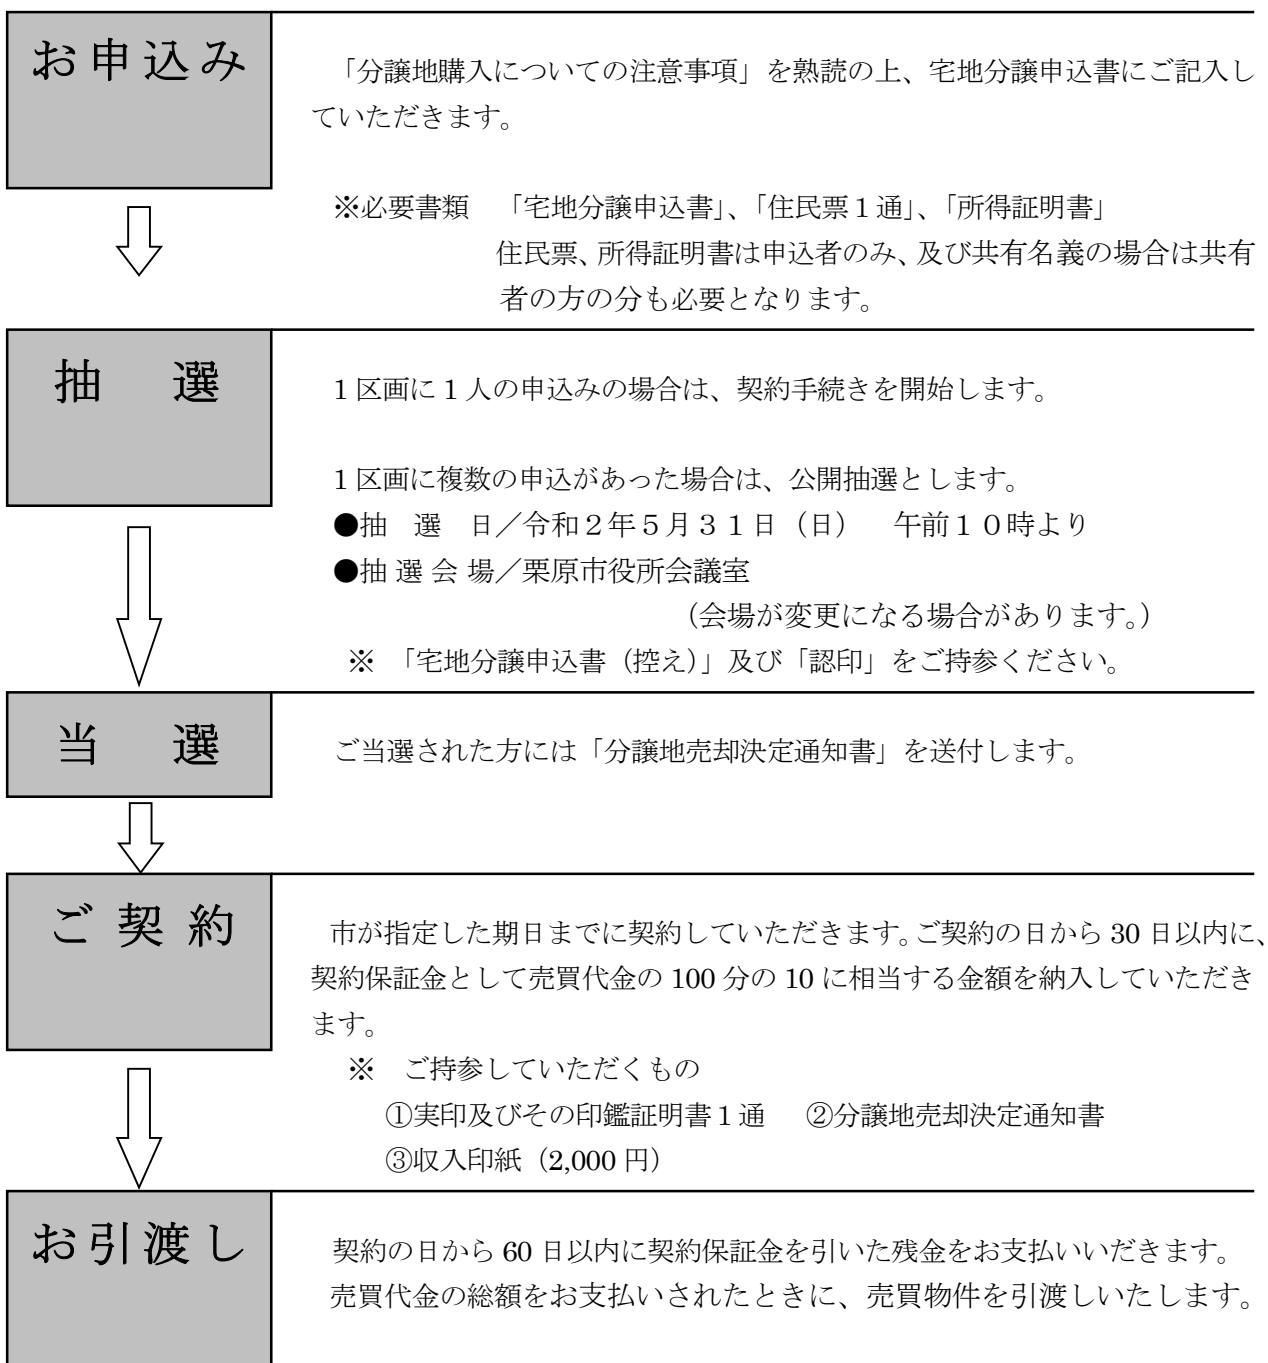 お申込み
「分譲地購入についての注意事項」を熟読の上、宅地分譲申込書にご記入し
ていただきます。
※必要書類　「宅地分譲申込書」、「住民票１通」、「所得証明書」
住民票、所得証明書は申込者のみ、及び共有名義の場合は共有
者の方の分も必要となります。
抽　選
1 区画に 1 人の申込みの場合は、契約手続きを開始します。
1 区画に複数の申込があった場合は、公開抽選とします。
●抽　選　日／令和２年５月３１日（日）　午前１０時より
●抽 選 会 場／栗原市役所会議室
（会場が変更になる場合があります。）
※　「宅地分譲申込書（控え）」及び「認印」をご持参ください。
当　選
ご当選された方には「分譲地売却決定通知書」を送付します。
ご 契 約
市が指定した期日までに契約していただきます。ご契約の日から 30 日以内に、
契約保証金として売買代金の 100 分の 10 に相当する金額を納入していただき
ます。
※　ご持参していただくもの
①実印及びその印鑑証明書１通　②分譲地売却決定通知書
③収入印紙（2,000 円）
お引渡し
契約の日から 60 日以内に契約保証金を引いた残金をお支払いいだきます。
売買代金の総額をお支払いされたときに、売買物件を引渡しいたします。